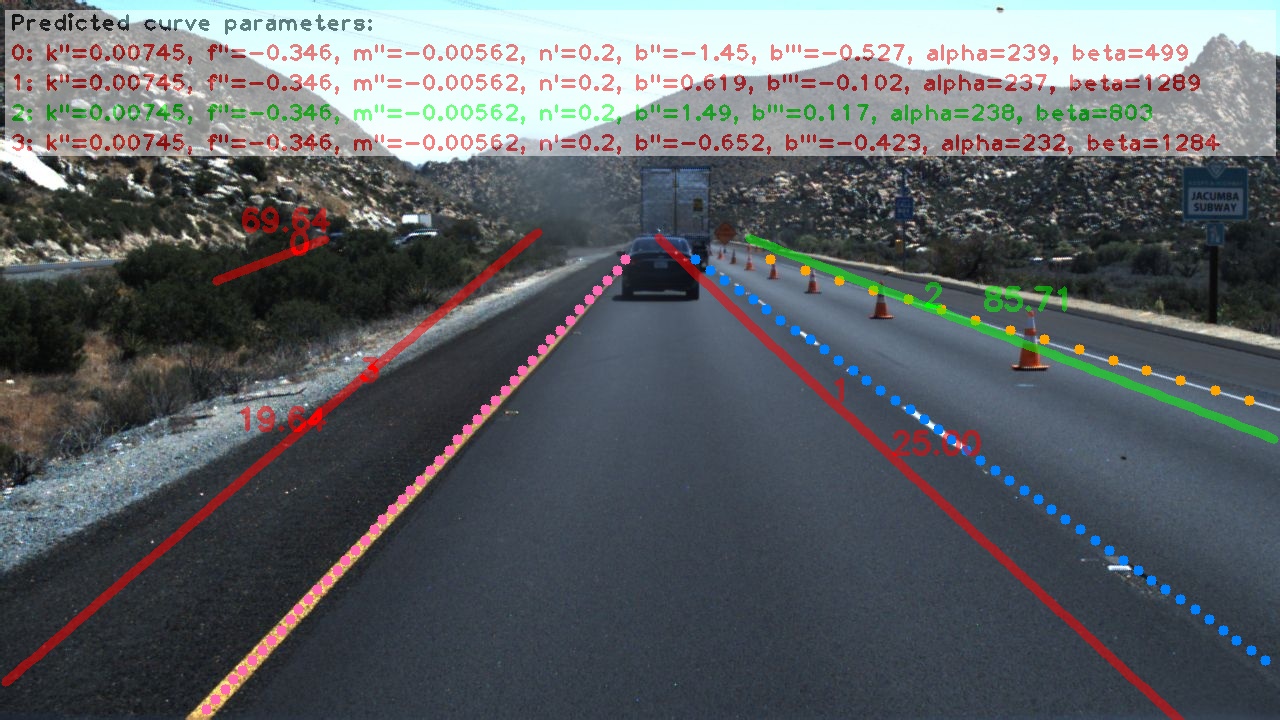 Predicted curve parameters:
0: k''=0.00745, f''=−0.346, m''=−0.00562, n'=0.2, b''=−1.45, b'''=−0.527, alpha=239, beta=499
1: k''=0.00745, f''=−0.346, m''=−0.00562, n'=0.2, b''=0.619, b'''=−0.102, alpha=237, beta=1289
2: k''=0.00745, f''=−0.346, m''=−0.00562, n'=0.2, b''=1.49, b'''=0.117, alpha=238, beta=803
3: k''=0.00745, f''=−0.346, m''=−0.00562, n'=0.2, b''=−0.652, b'''=−0.423, alpha=232, beta=1284
JACUMBA
SUBWAY
69.64
0
2
85.71
3
1
19.64
25.00